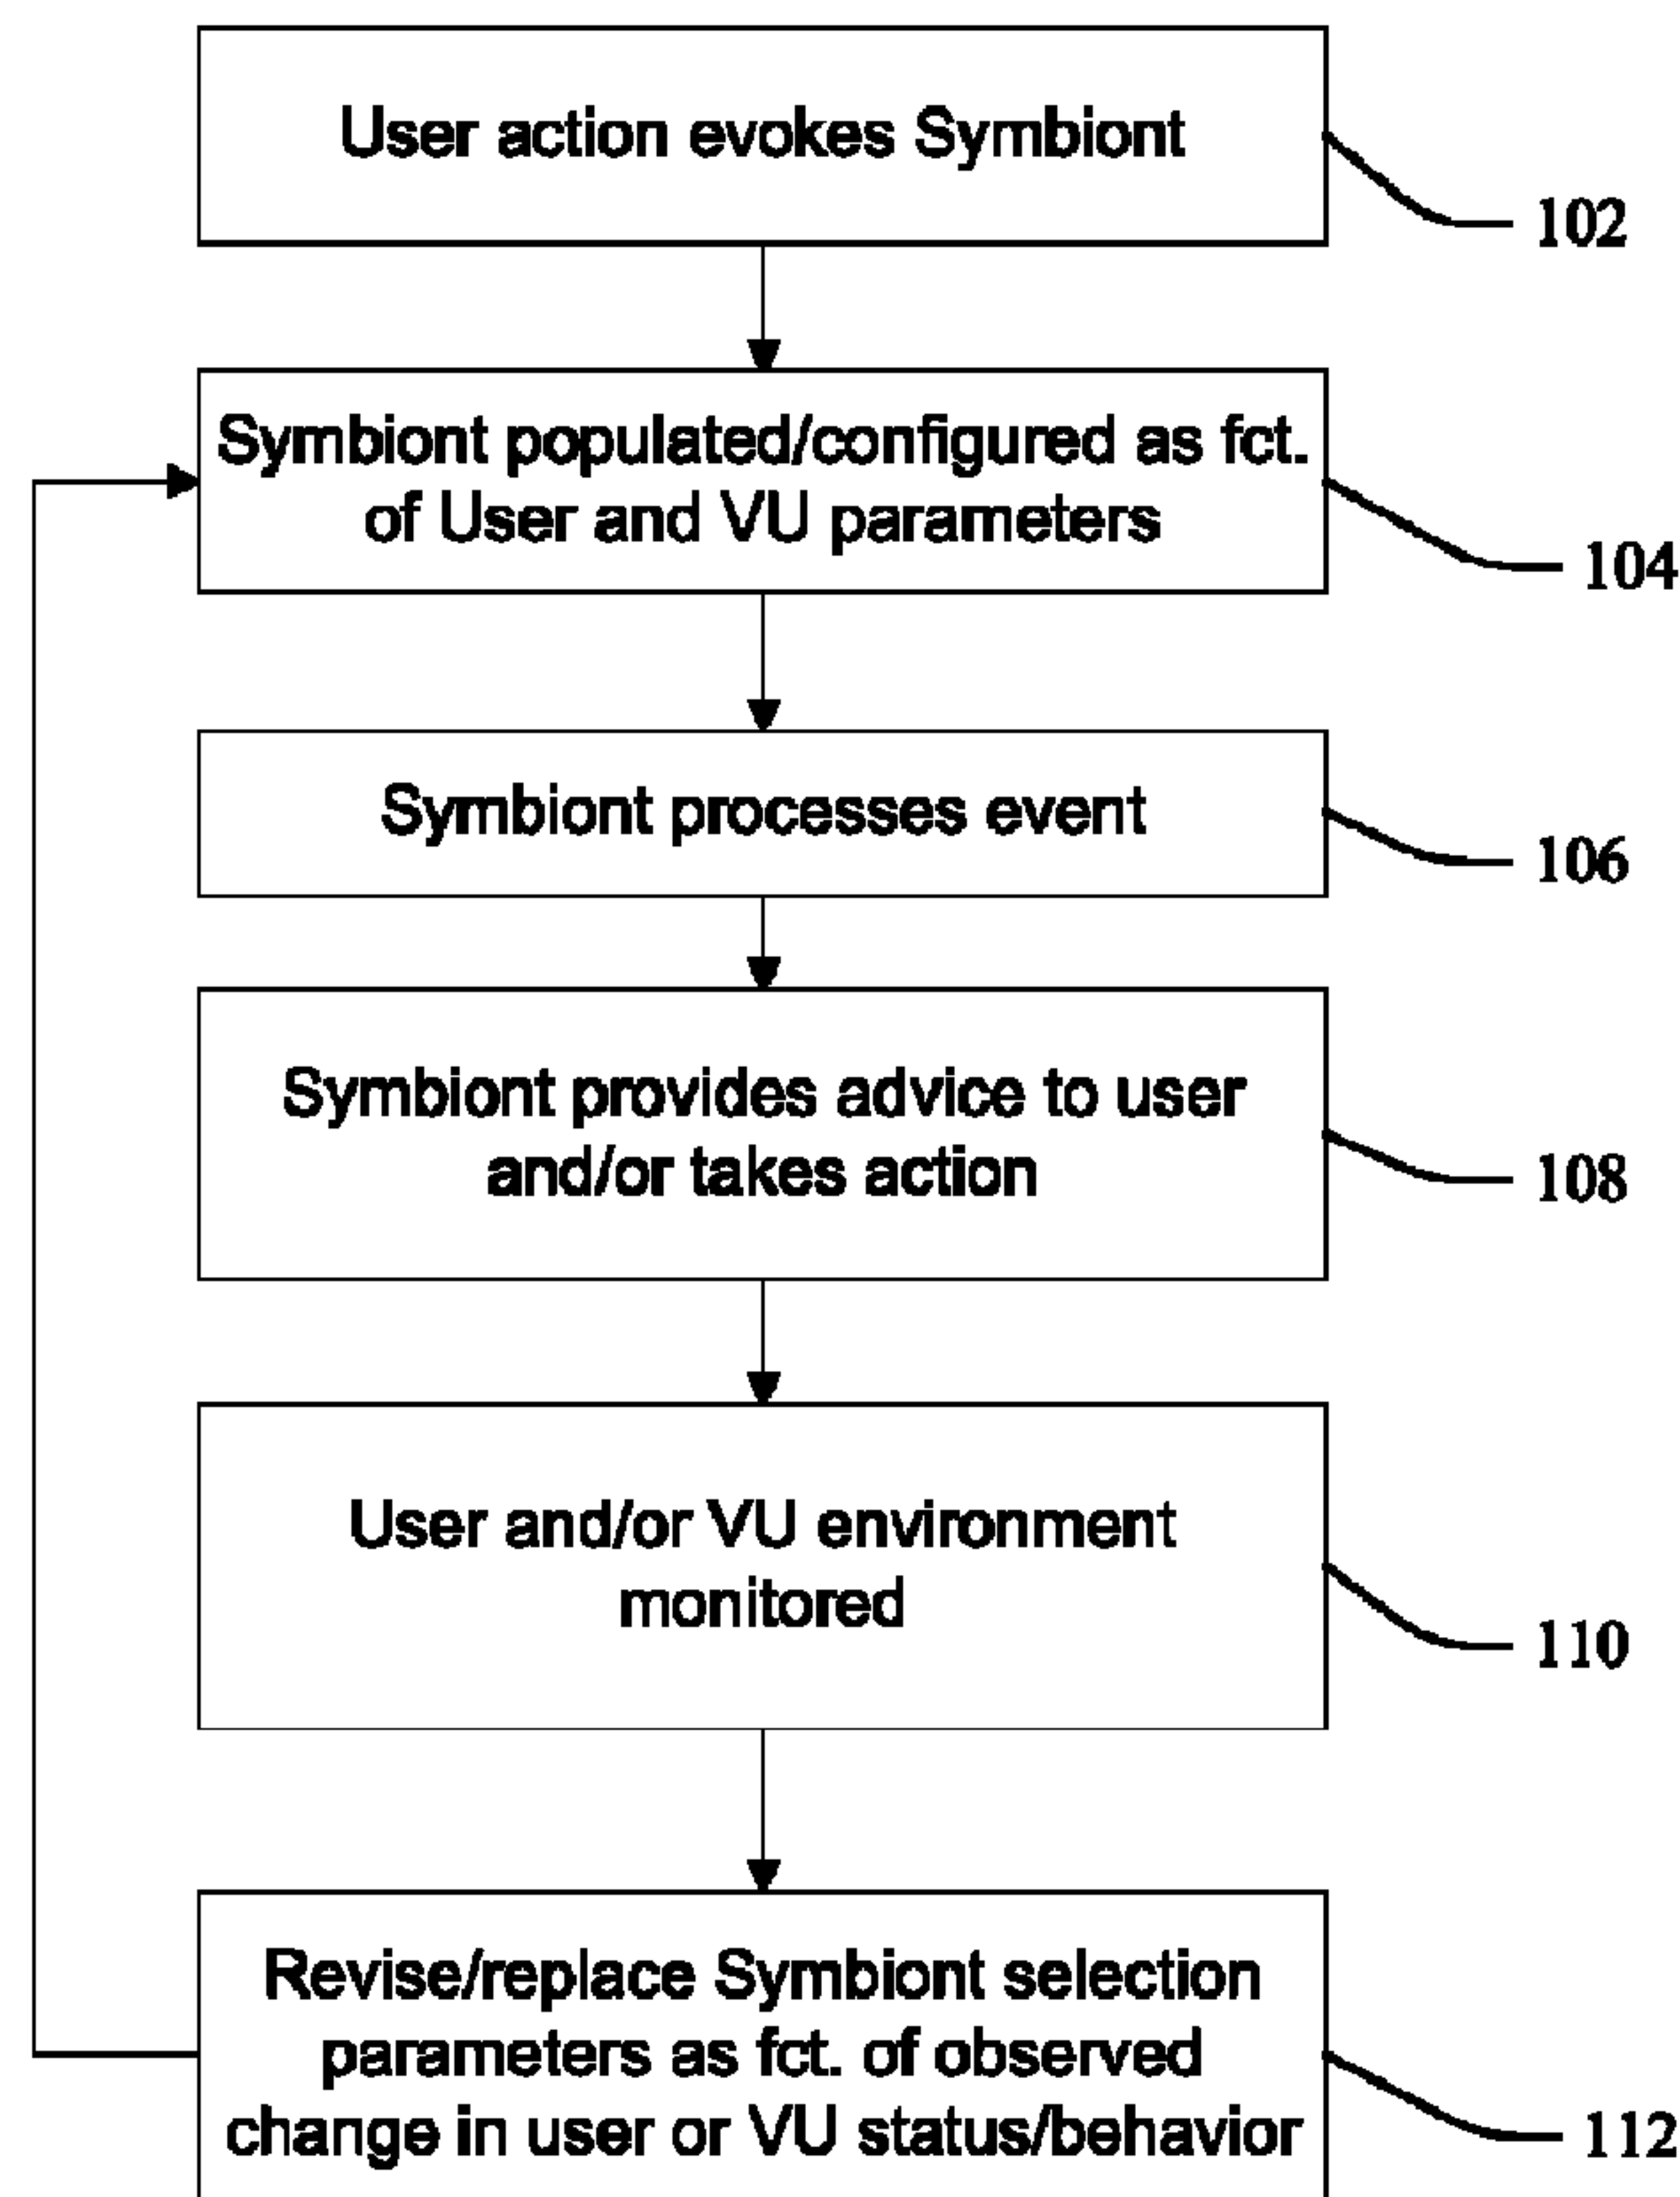 User action evokes Symbiont
102
Symbiont populated/configured as fct.
of User and VU parameters
104
Symbiont processes event
106
Symbiont provides advice to user
and/or takes action
108
User and/or VU environment
monitored
110
Revise/replace Symbiont selection
parameters as fct. of observed
change in user or VU status/behavior
112